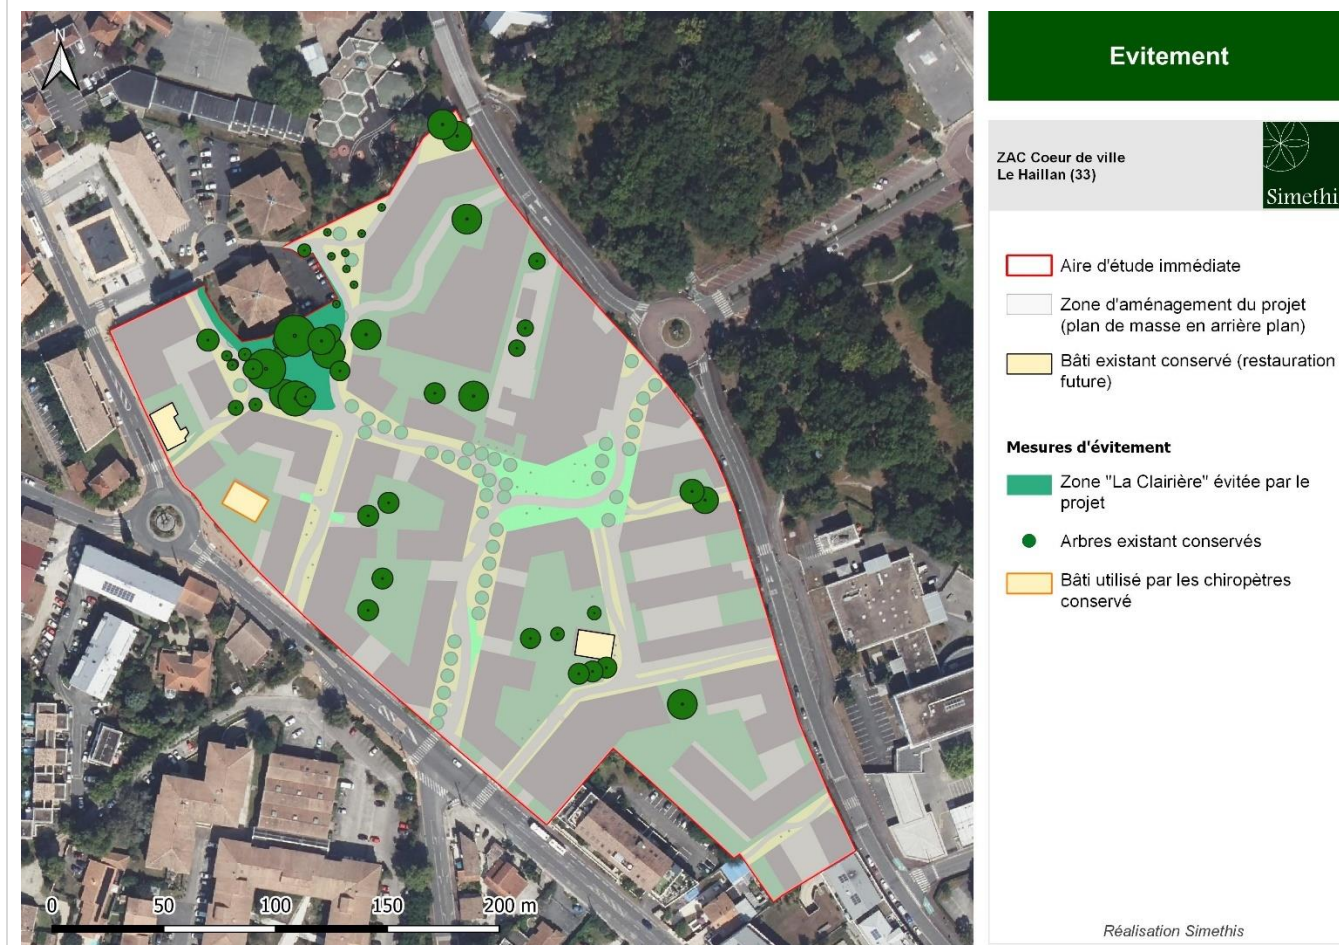 N
Evitement
ZAC Coeur de ville
Le Haillan (33)
Simethi
Aire d'étude immédiate
Zone d'aménagement du projet
(plan de masse en arrière plan)
Bâti existant conservé (restauration
future)
Mesures d'évitement
Zone "La Clairière" évitée par le
projet
Arbres existant conservés
Bâti utilisé par les chiroptères
conservé
0 50 100 150 200 m
Réalisation Simethis